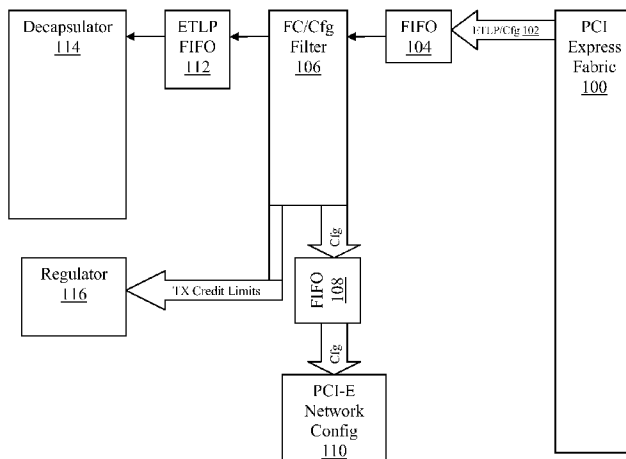 Decapsulator
114
ETLP
FIFO
112
FC/Cfg
Filter
106
FIFO
104
ETLP/Cfg 102
PCI
Express
Fabric
100
Regulator
116
TX Credit Limits
Cfg
FIFO
108
Cfg
PCI-E
Network
Config
110